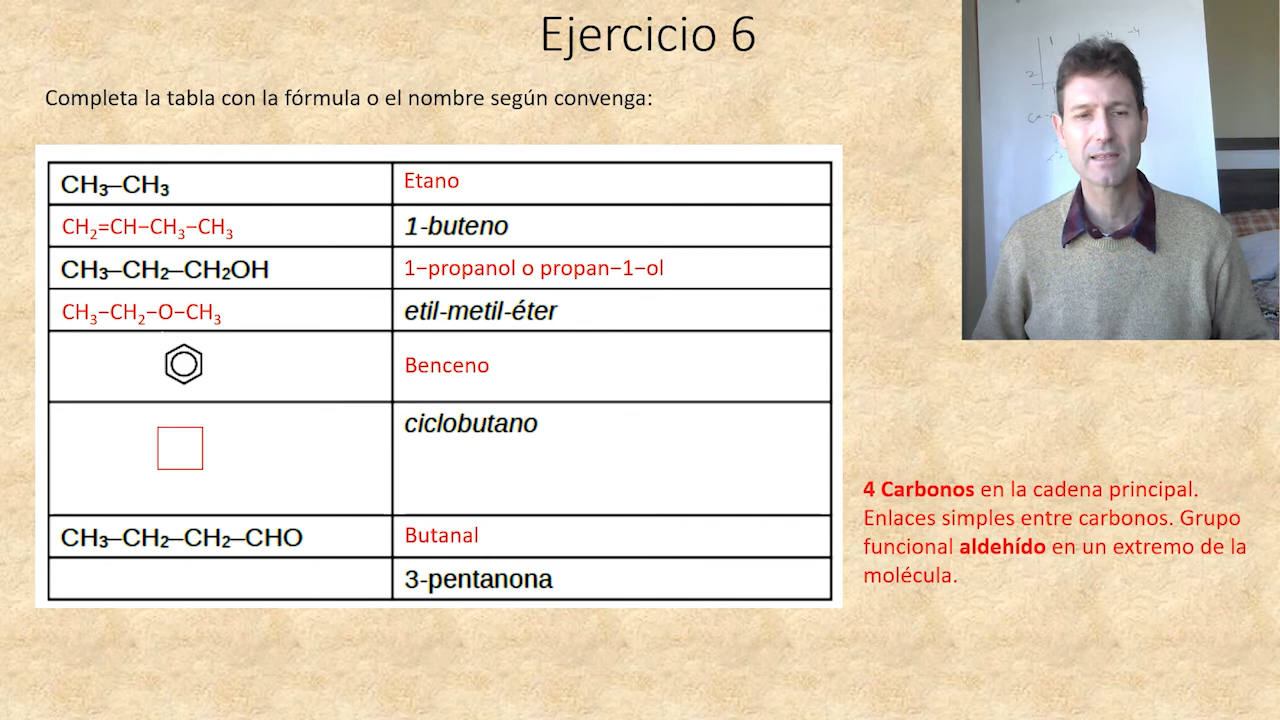 Ejercicio 6
Completa la tabla con la fórmula o el nombre según convenga:
CH₃–CH₃ Etano
CH₂=CH−CH₃−CH₃ 1-buteno
CH₃–CH₂–CH₂OH 1−propanol o propan−1−ol
CH₃−CH₂−O−CH₃ etil-metil-éter
Benceno
ciclobutano
CH₃–CH₂–CH₂–CHO Butanal
3-pentanona
4 Carbonos en la cadena principal.
Enlaces simples entre carbonos. Grupo
funcional aldehído en un extremo de la
molécula.